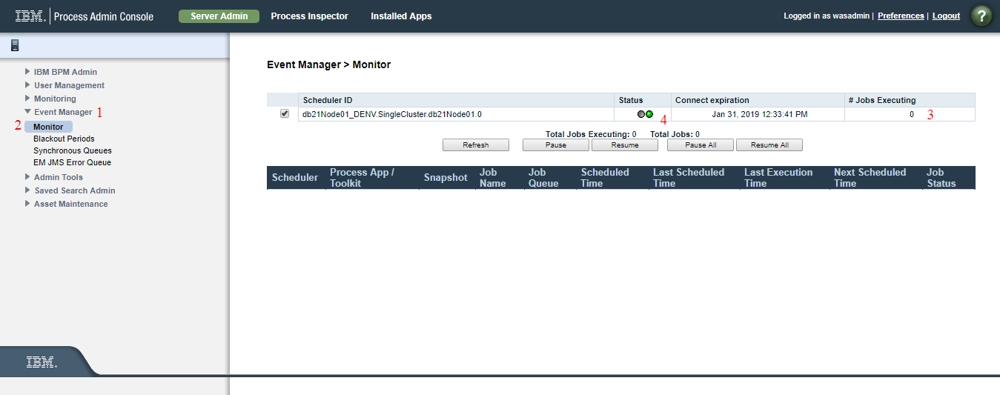 IBM. Process Admin Console Server Admin Process Inspector Installed Apps Logged in as wasadmin | Preferences | Logout ?
IBM BPM Admin
User Management
Monitoring
Event Manager 1
2 Monitor
Blackout Periods
Synchronous Queues
EM JMS Error Queue
Admin Tools
Saved Search Admin
Asset Maintenance
IBM.
Event Manager > Monitor
Scheduler ID Status Connect expiration # Jobs Executing
db21Node01_DENV.SingleCluster.db21Node01.0 4 Jan 31, 2019 12:33:41 PM 0 3
Total Jobs Executing: 0 Total Jobs: 0
Refresh Pause Resume Pause All Resume All
Scheduler Process App / Toolkit Snapshot Job Name Job Queue Scheduled Time Last Scheduled Time Last Execution Time Next Scheduled Time Job Status